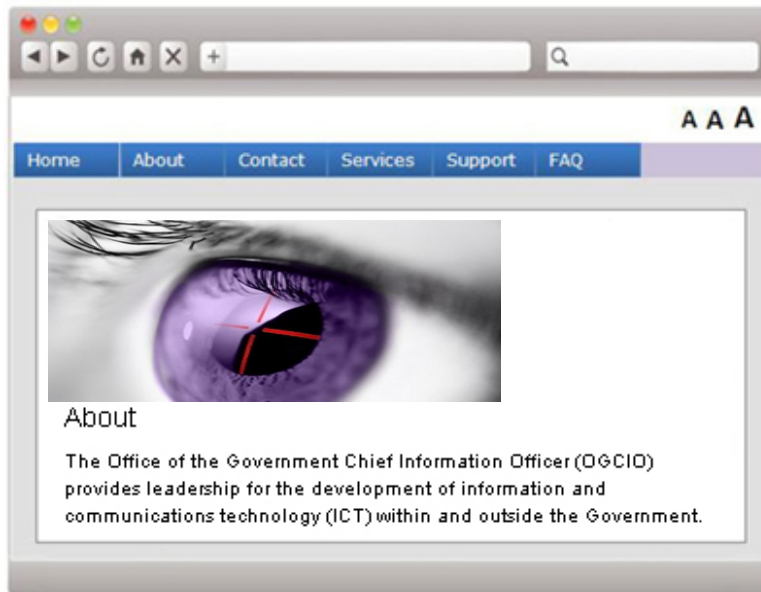 A A A
Home About Contact Services Support FAQ
About
The Office of the Government Chief Information Officer (OGCIO)
provides leadership for the development of information and
communications technology (ICT) within and outside the Government.